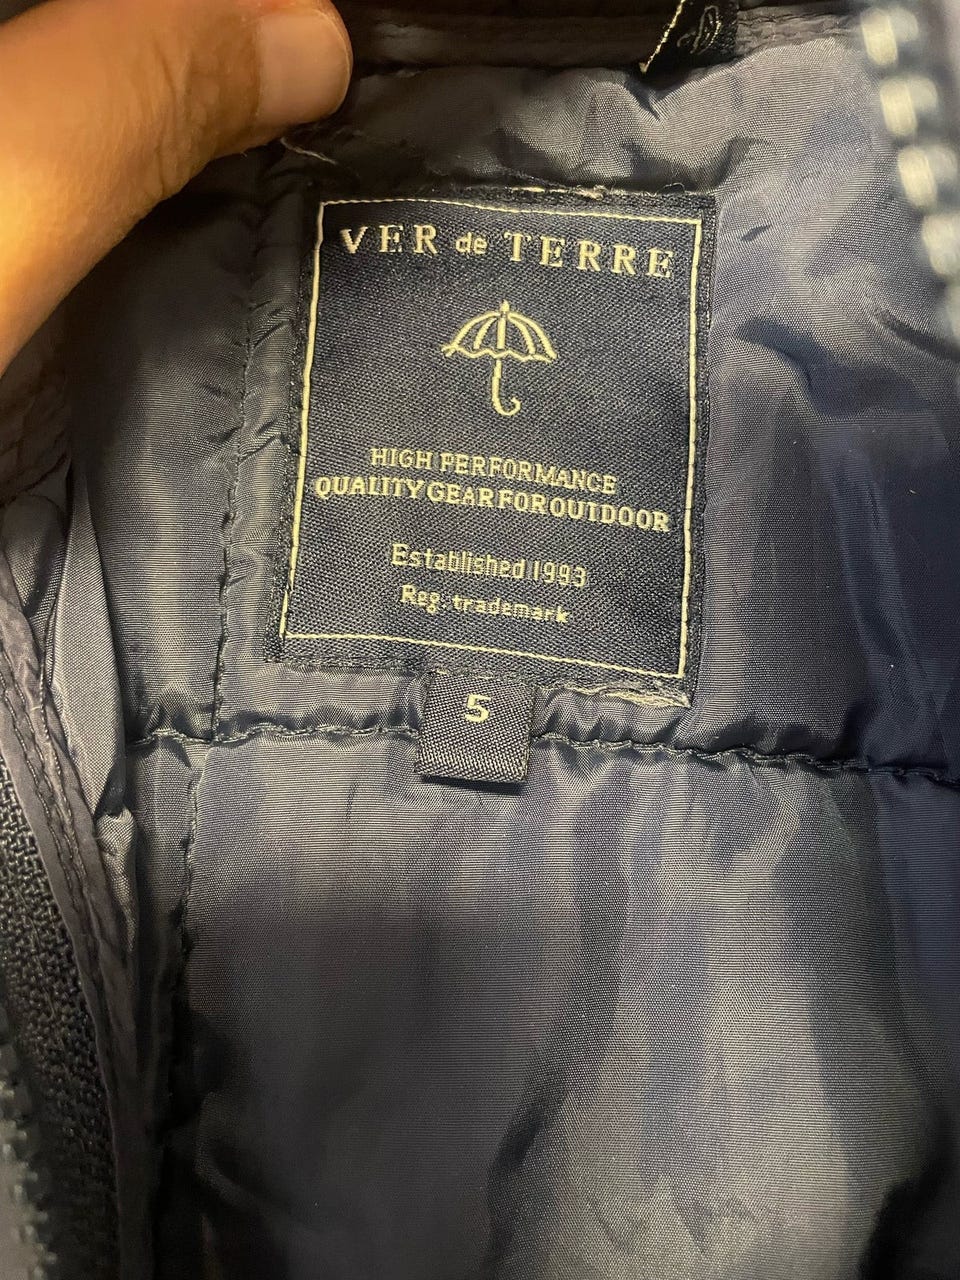 VER de TERRE
HIGH PERFORMANCE
QUALITY GEAR FOR OUTDOOR
Established 1993
Reg. trademark
5